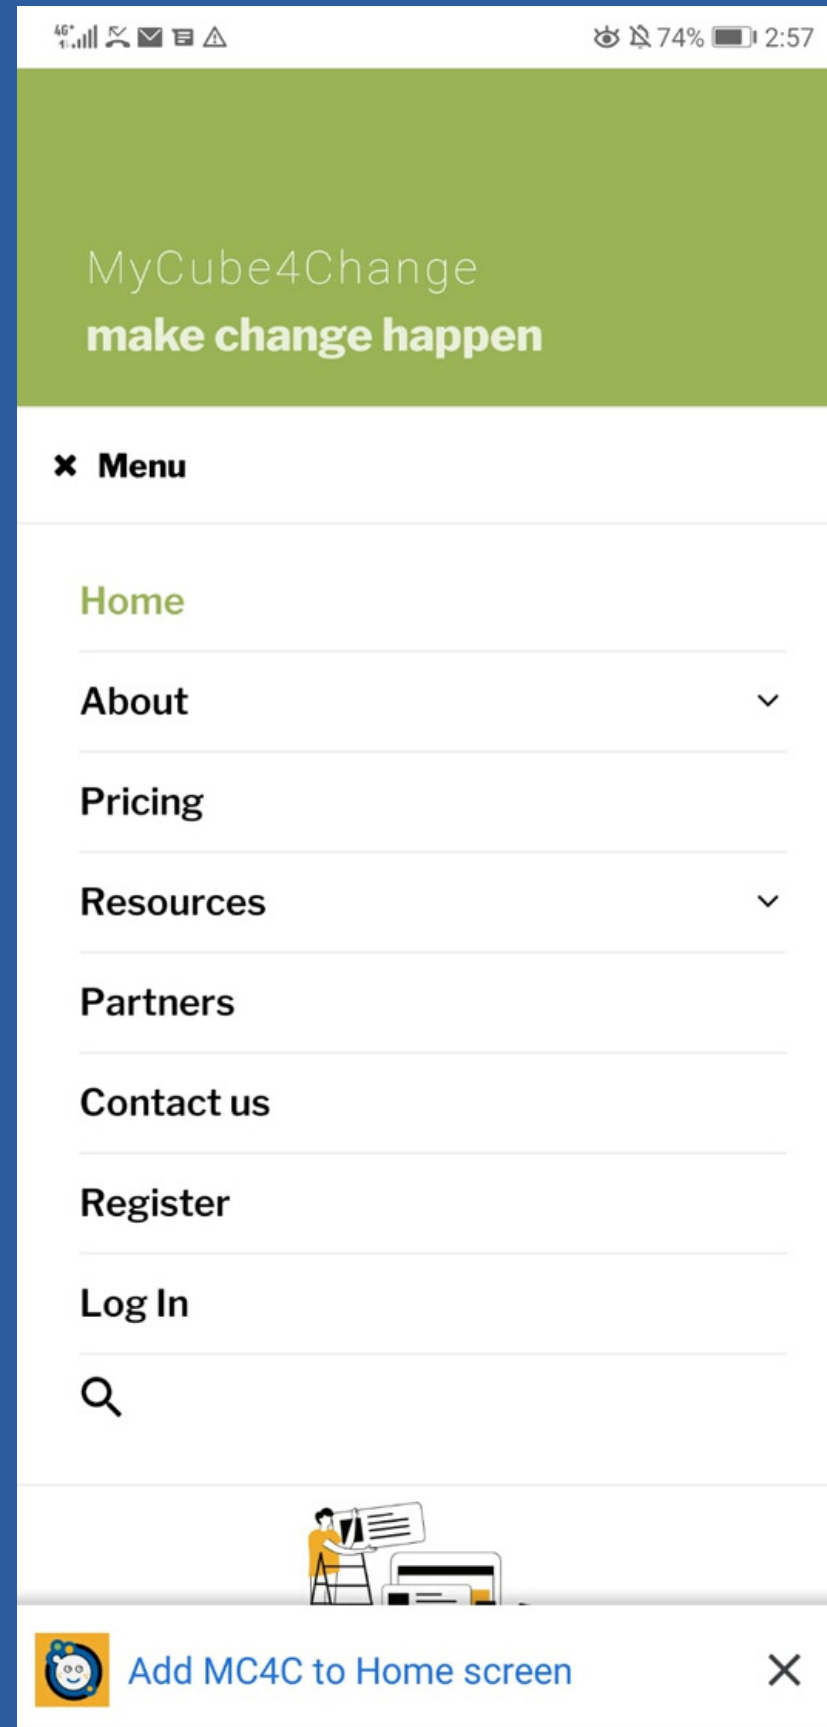 4G+ 74% 2:57
MyCube4Change
make change happen
Menu
Home
About
Pricing
Resources
Partners
Contact us
Register
Log In
Add MC4C to Home screen